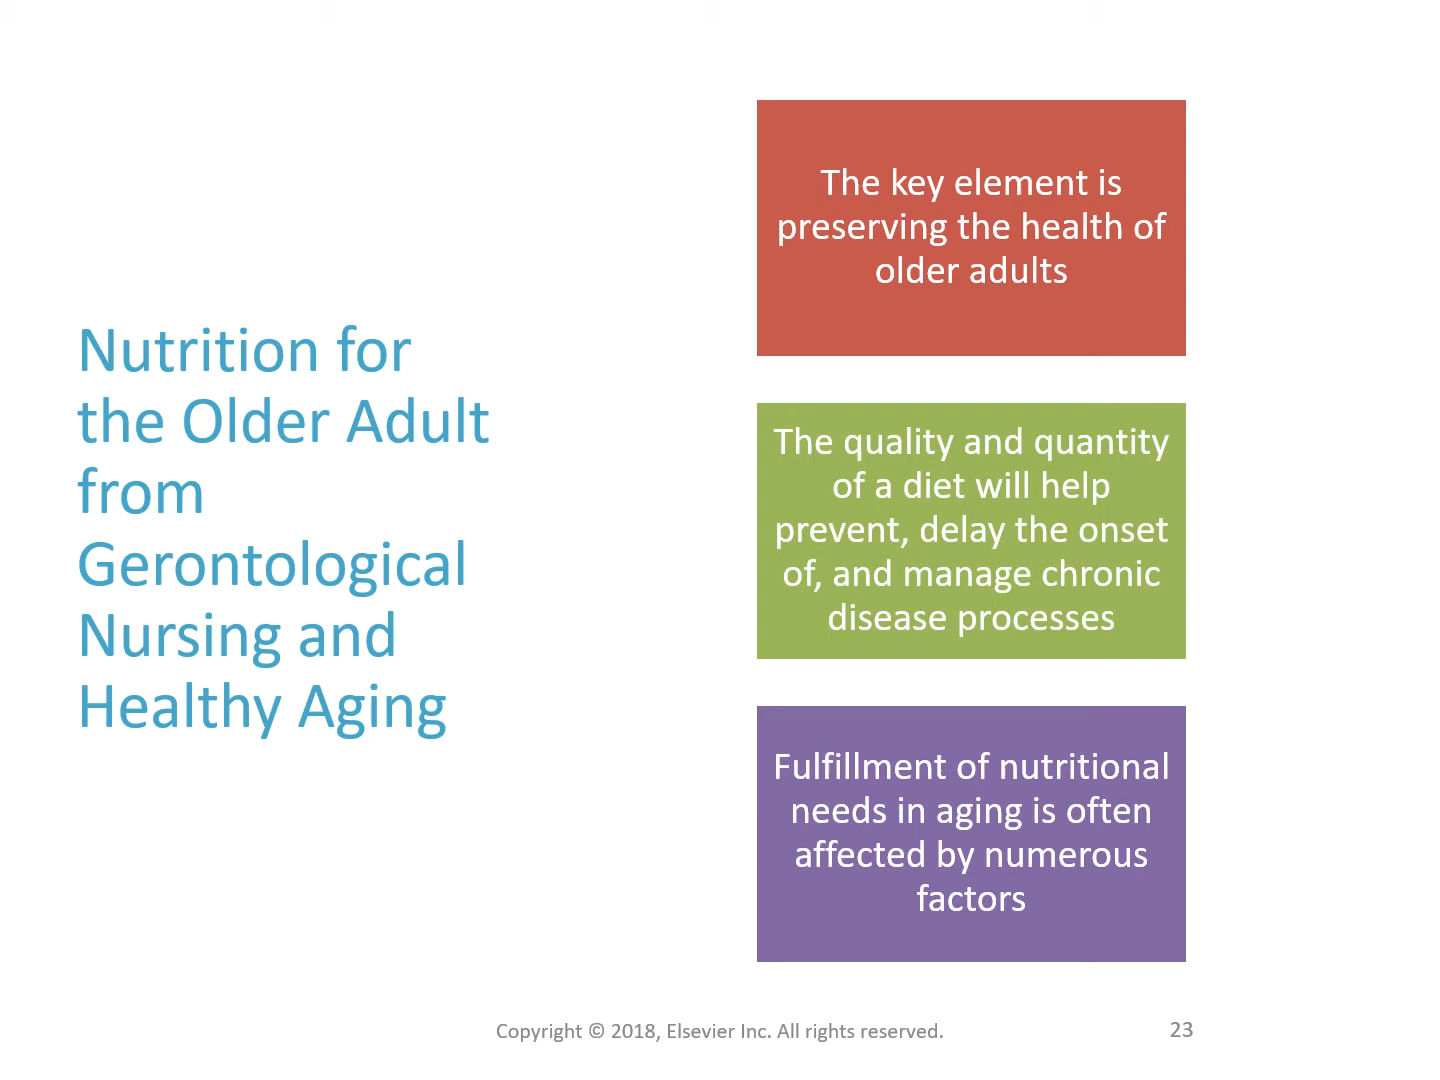 Nutrition for
the Older Adult
from
Gerontological
Nursing and
Healthy Aging
The key element is
preserving the health of
older adults
The quality and quantity
of a diet will help
prevent, delay the onset
of, and manage chronic
disease processes
Fulfillment of nutritional
needs in aging is often
affected by numerous
factors
Copyright © 2018, Elsevier Inc. All rights reserved.
23